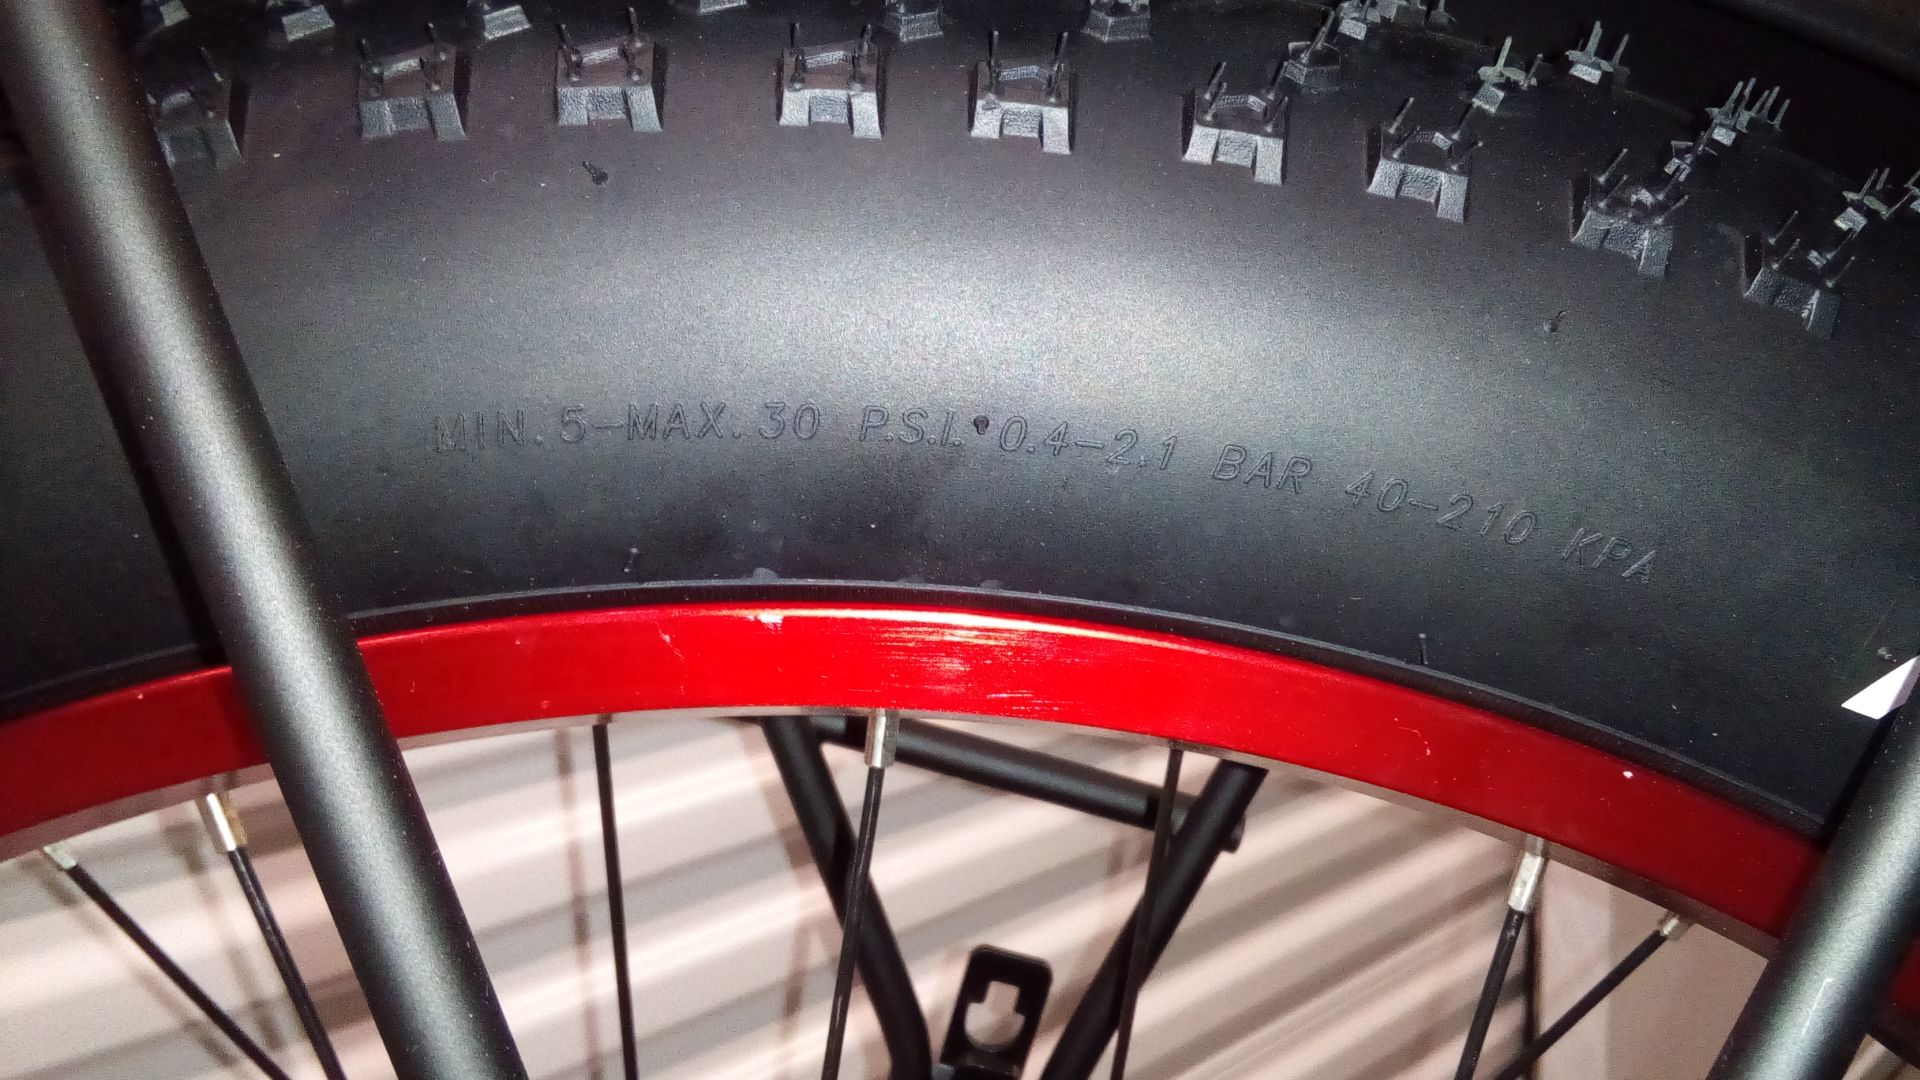 MIN. 5-MAX. 30 P.S.I. 0.4-2.1 BAR 40-210 KPA